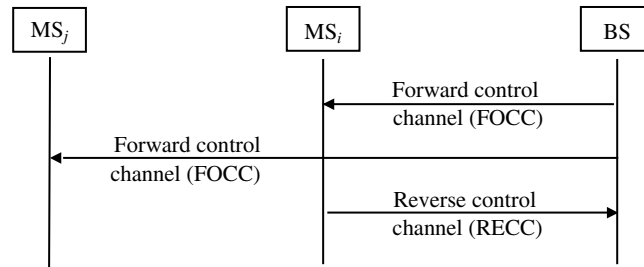 MSj MSi BS
Forward control
channel (FOCC)
Forward control
channel (FOCC)
Reverse control
channel (RECC)